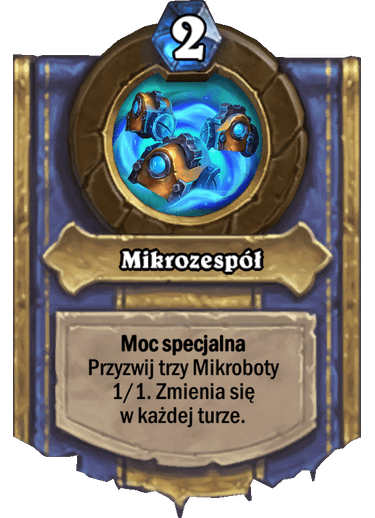 2
Mikrozespół
Moc specjalna
Przyzwij trzy Mikroboty
1/1. Zmienia się
w każdej turze.